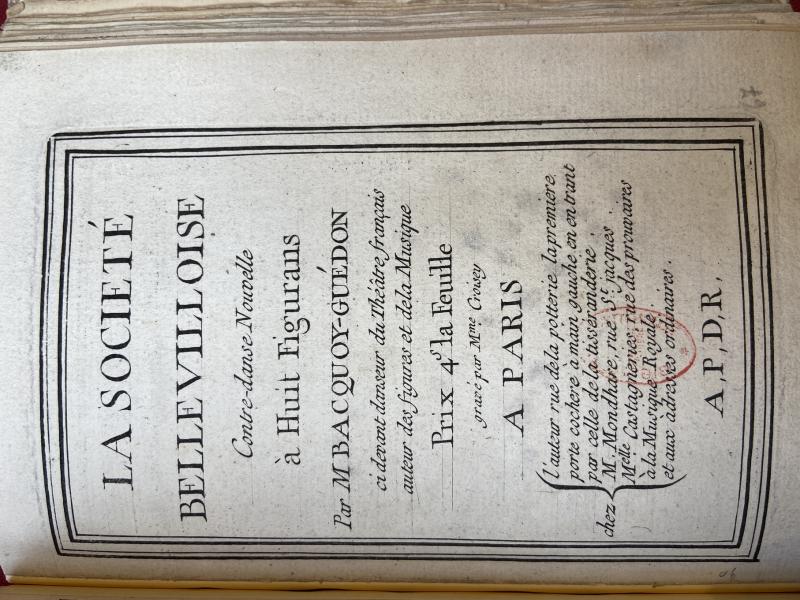 LA SOCIETÉ
BELLEVILLOISE
Contre-danse Nouvelle
à Huit Figurans
Par M BACQUOY-GUÉDON
ci devant danseur du Théâtre français
auteur des figures et de la Musique
Prix 4s la Feuille
gravé par Mme Croisey
A PARIS
chez
l'auteur rue de la potterie la premiere
porte cochere a main gauche en entrant
par celle de la tisseranderie.
M. Mondhare, rue St jacques.
Melle Castagneries rue des prouvaires
à la Musique Royale
et aux adresses ordinaires.
A, P, D, R,